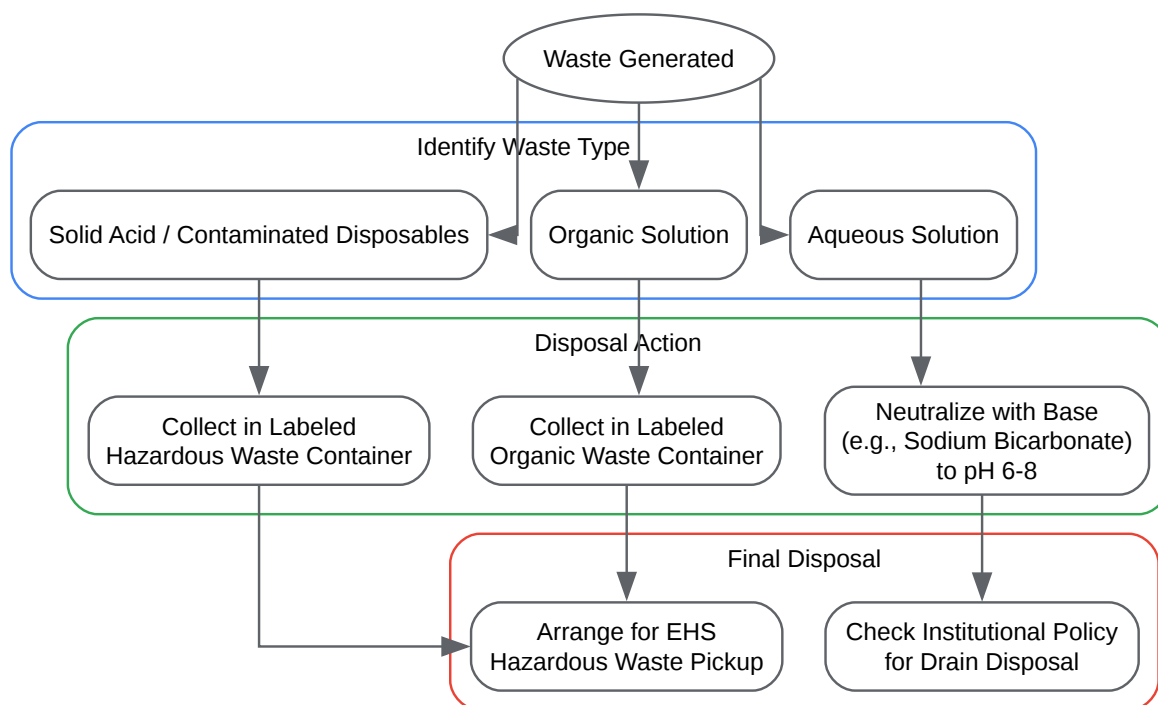 Waste Generated
Identify Waste Type
Solid Acid / Contaminated Disposables
Organic Solution
Aqueous Solution
Disposal Action
Collect in Labeled
Hazardous Waste Container
Collect in Labeled
Organic Waste Container
Neutralize with Base
(e.g., Sodium Bicarbonate)
to pH 6-8
Final Disposal
Arrange for EHS
Hazardous Waste Pickup
Check Institutional Policy
for Drain Disposal